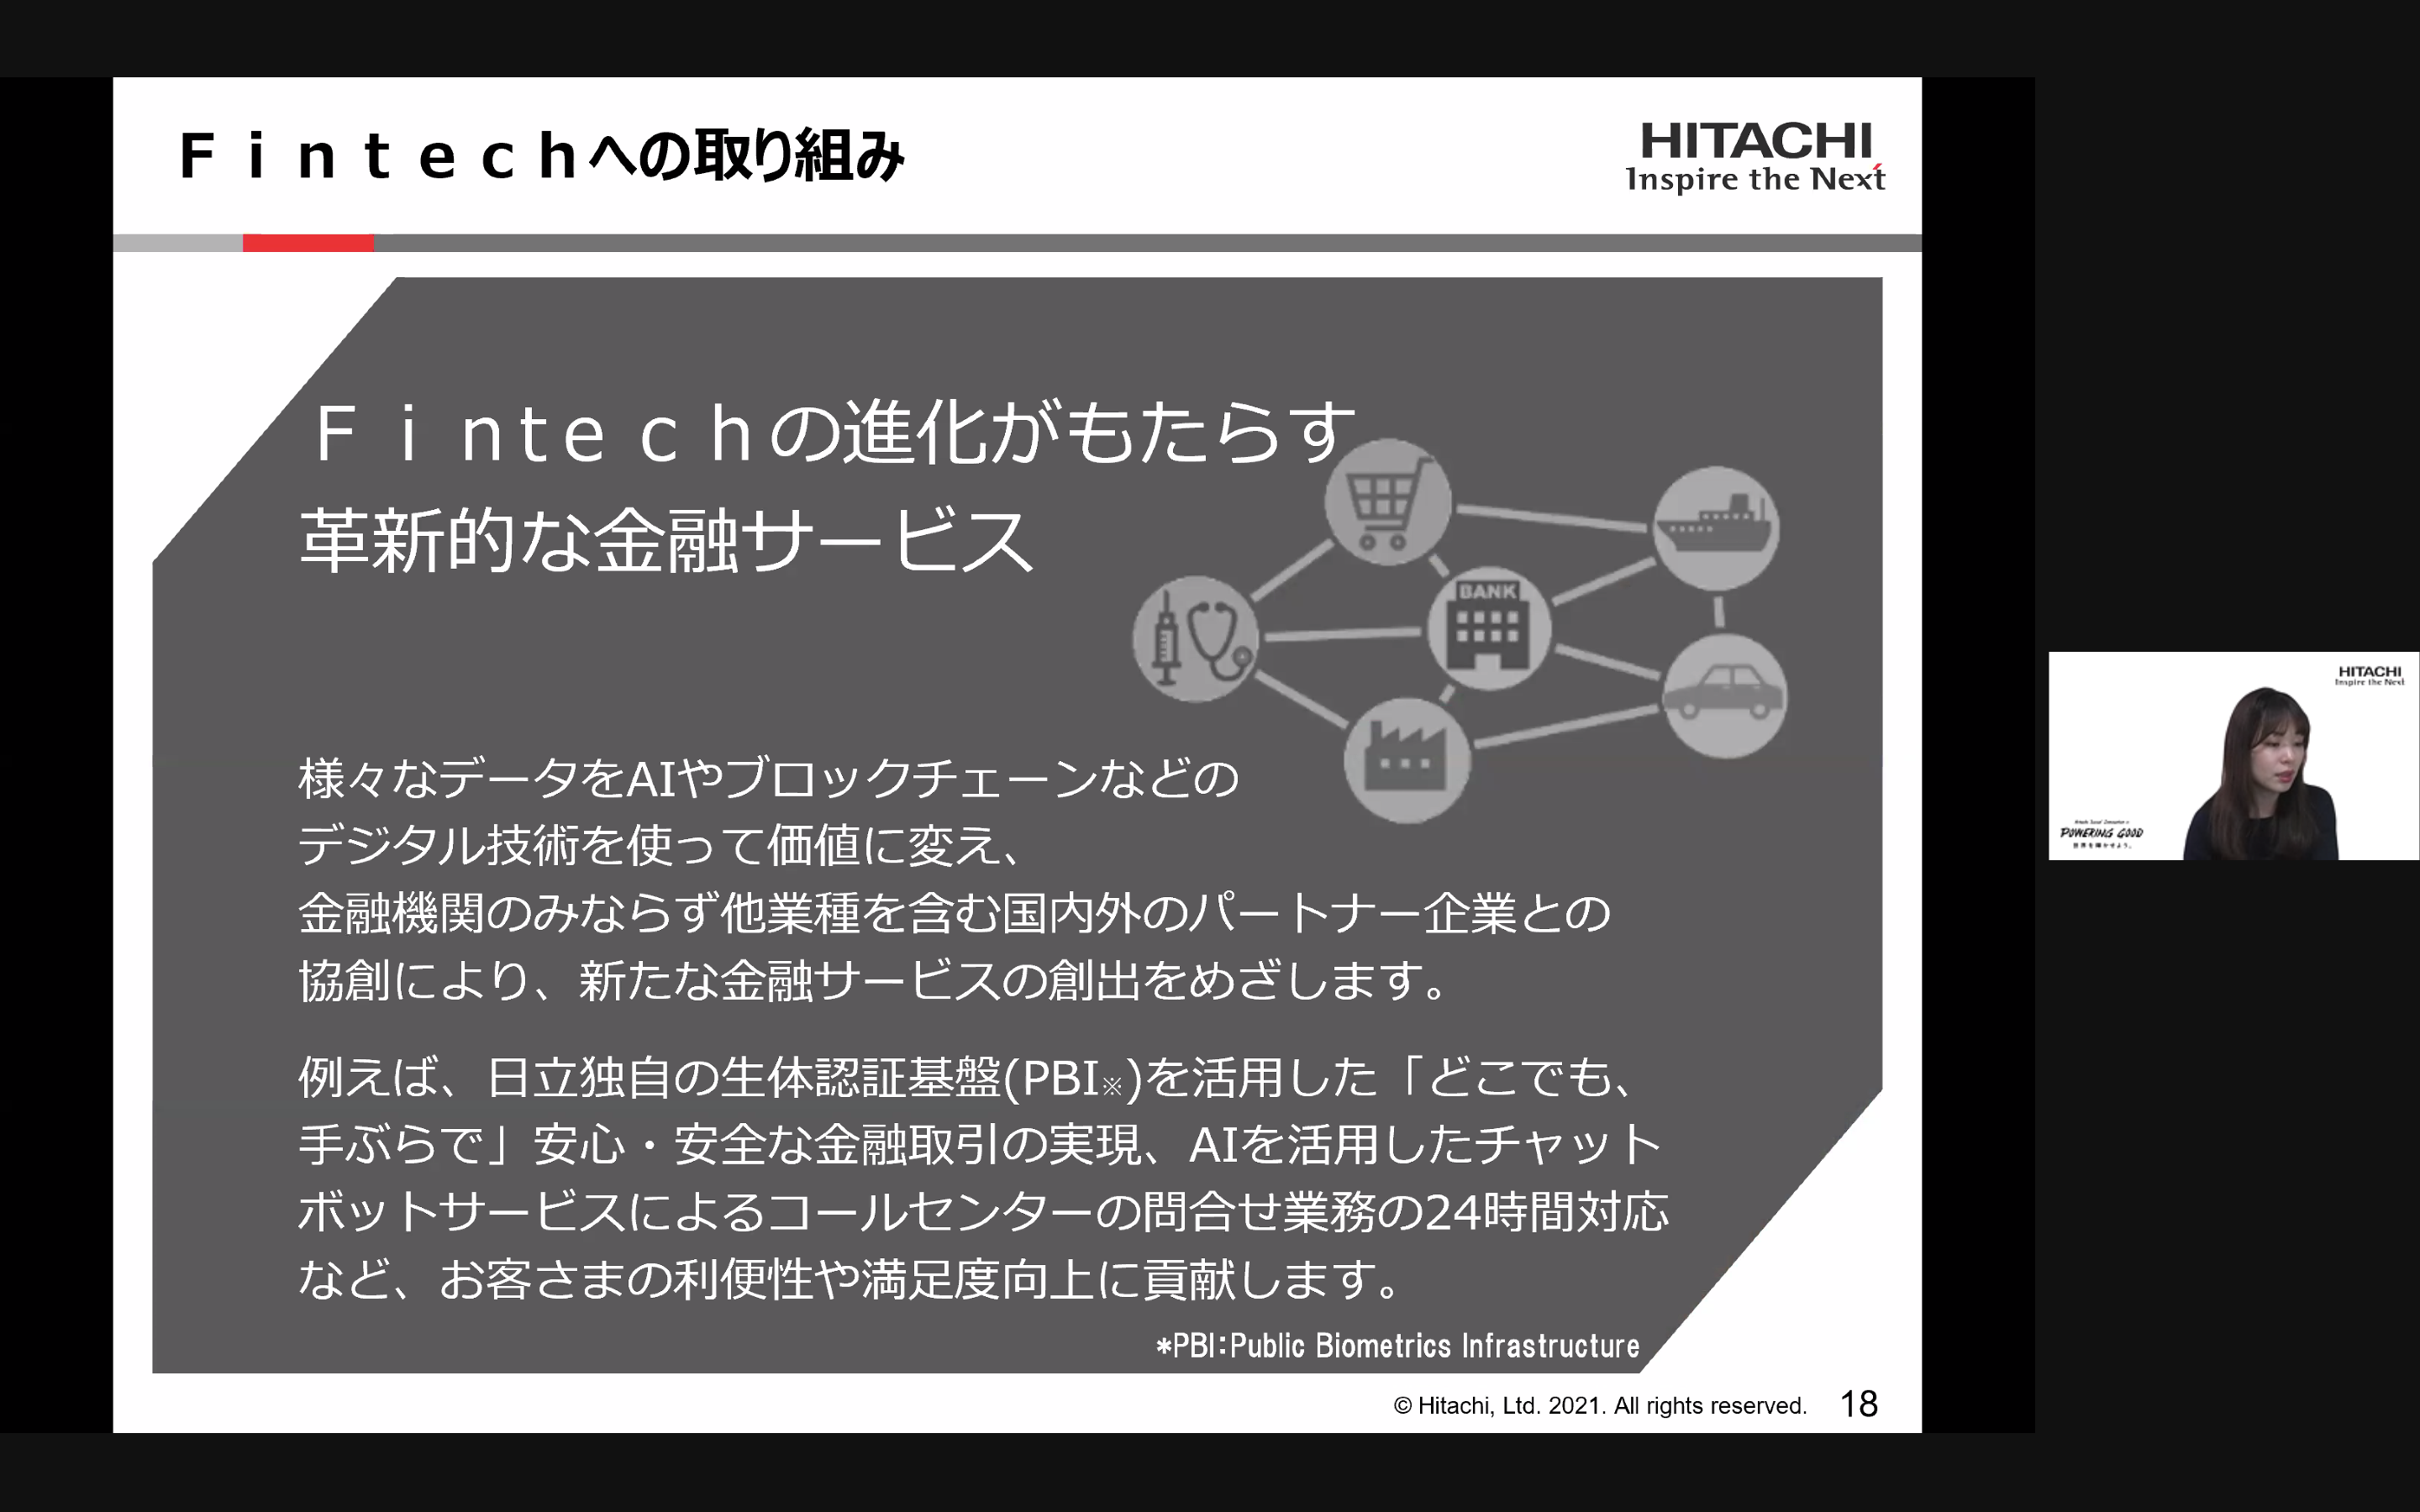 Ｆｉｎｔｅｃｈへの取り組み
HITACHI
Inspire the Next
Ｆｉｎｔｅｃｈの進化がもたらす
革新的な金融サービス
BANK
様々なデータをAIやブロックチェーンなどの
デジタル技術を使って価値に変え、
金融機関のみならず他業種を含む国内外のパートナー企業との
協創により、新たな金融サービスの創出をめざします。
例えば、日立独自の生体認証基盤(PBI※)を活用した「どこでも、
手ぶらで」安心・安全な金融取引の実現、AIを活用したチャット
ボットサービスによるコールセンターの問合せ業務の24時間対応
など、お客さまの利便性や満足度向上に貢献します。
*PBI：Public Biometrics Infrastructure
© Hitachi, Ltd. 2021. All rights reserved. 18
HITACHI
Inspire the Next
POWERING GOOD
世界を輝かせよう。